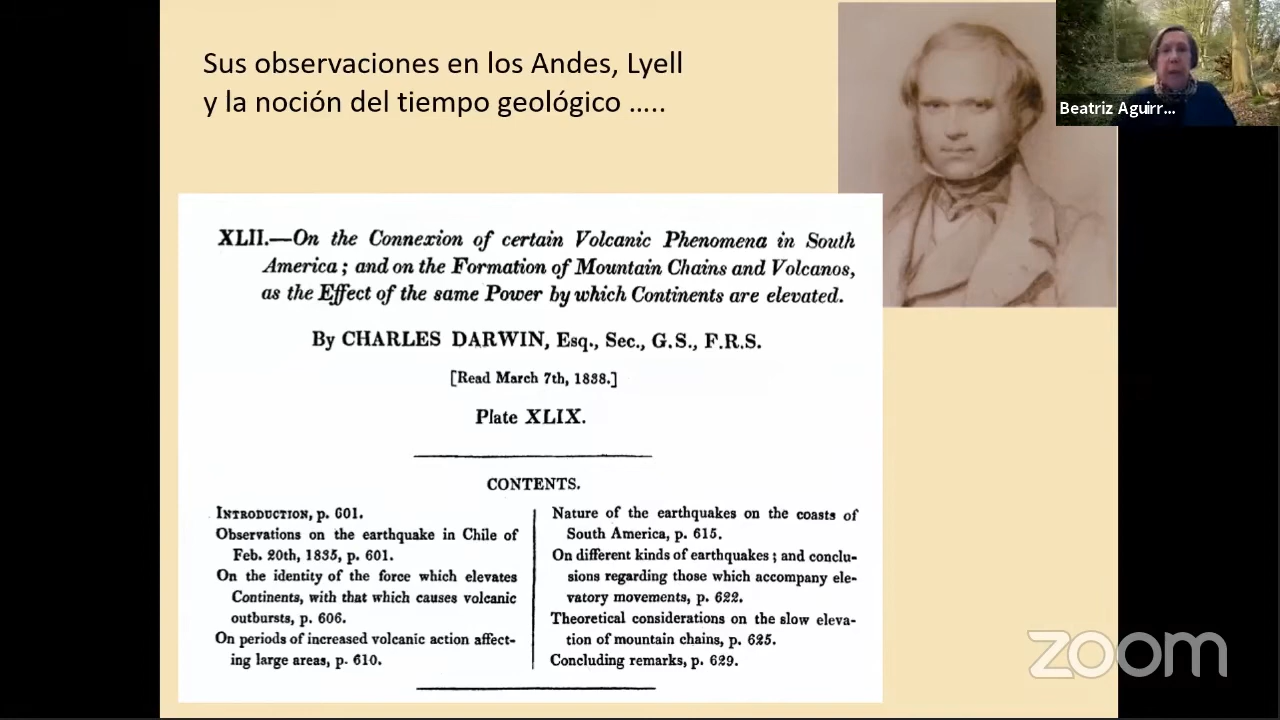 Sus observaciones en los Andes, Lyell
y la noción del tiempo geológico .....
Beatriz Aguirr...
XLII.—On the Connexion of certain Volcanic Phenomena in South
America; and on the Formation of Mountain Chains and Volcanos,
as the Effect of the same Power by which Continents are elevated.
By CHARLES DARWIN, Esq., Sec., G.S., F.R.S.
[Read March 7th, 1838.]
Plate XLIX.
CONTENTS.
INTRODUCTION, p. 601.
Observations on the earthquake in Chile of
Feb. 20th, 1835, p. 601.
On the identity of the force which elevates
Continents, with that which causes volcanic
outbursts, p. 606.
On periods of increased volcanic action affect-
ing large areas, p. 610.
Nature of the earthquakes on the coasts of
South America, p. 615.
On different kinds of earthquakes; and conclu-
sions regarding those which accompany ele-
vatory movements, p. 622.
Theoretical considerations on the slow eleva-
tion of mountain chains, p. 625.
Concluding remarks, p. 629.
zoom